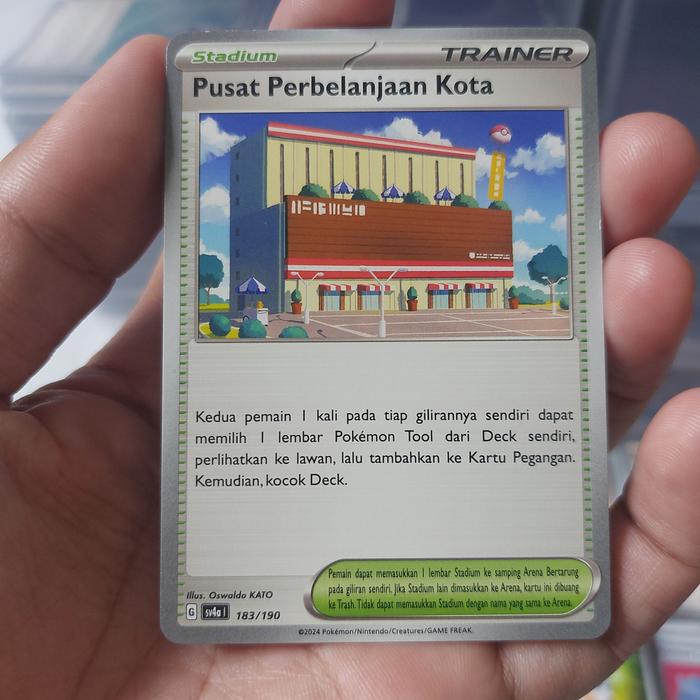 Stadium
TRAINER
Pusat Perbelanjaan Kota
Kedua pemain 1 kali pada tiap gilirannya sendiri dapat
memilih 1 lembar Pokémon Tool dari Deck sendiri,
perlihatkan ke lawan, lalu tambahkan ke Kartu Pegangan.
Kemudian, kocok Deck.
Pemain dapat memasukkan 1 lembar Stadium ke samping Arena Bertarung
pada giliran sendiri. Jika Stadium lain dimasukkan ke Arena, kartu ini dibuang
ke Trash. Tidak dapat memasukkan Stadium dengan nama yang sama ke Arena.
Illus. Oswaldo KATO
G sv4a I 183/190
©2024 Pokémon/Nintendo/Creatures/GAME FREAK.